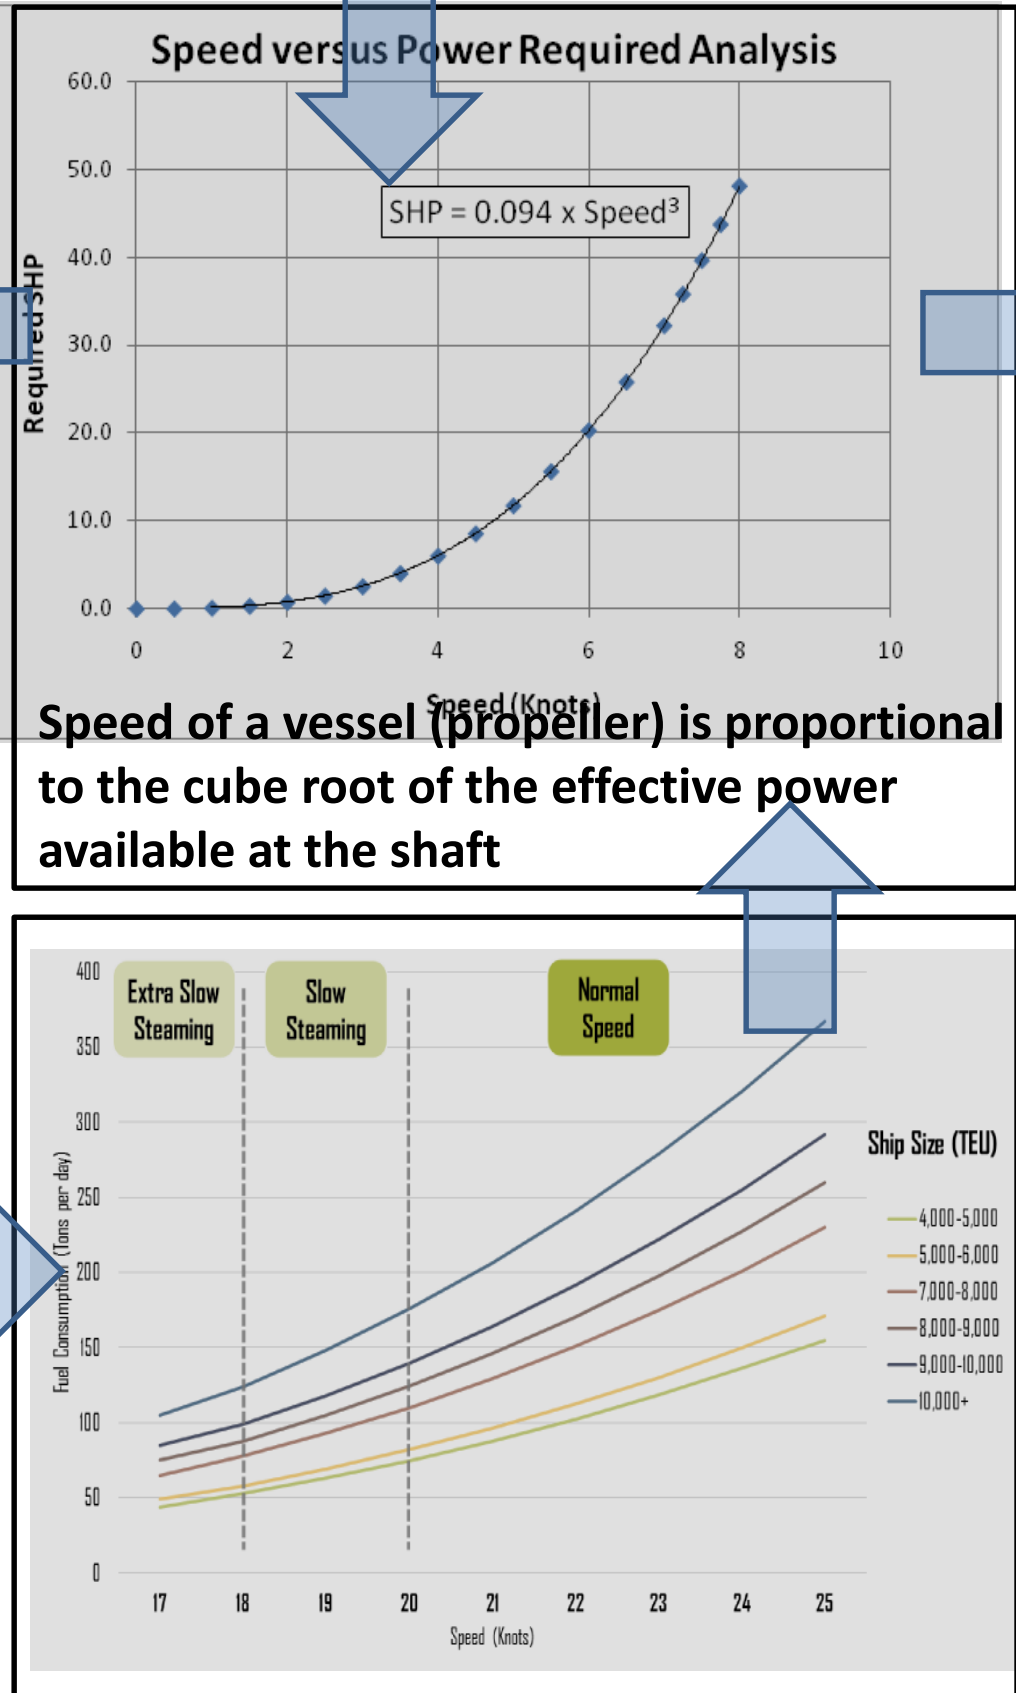 Speed versus Power Required Analysis
60.0
50.0
40.0
30.0
20.0
10.0
0.0
Required SHP
SHP = 0.094 x Speed³
0 2 4 6 8 10
Speed (Knots)
Speed of a vessel (propeller) is proportional
to the cube root of the effective power
available at the shaft
Extra Slow
Steaming
Slow
Steaming
Normal
Speed
400
350
300
250
200
150
100
50
0
Fuel Consumption (Tons per day)
17 18 19 20 21 22 23 24 25
Speed (Knots)
Ship Size (TEU)
4,000-5,000
5,000-6,000
7,000-8,000
8,000-9,000
9,000-10,000
10,000+